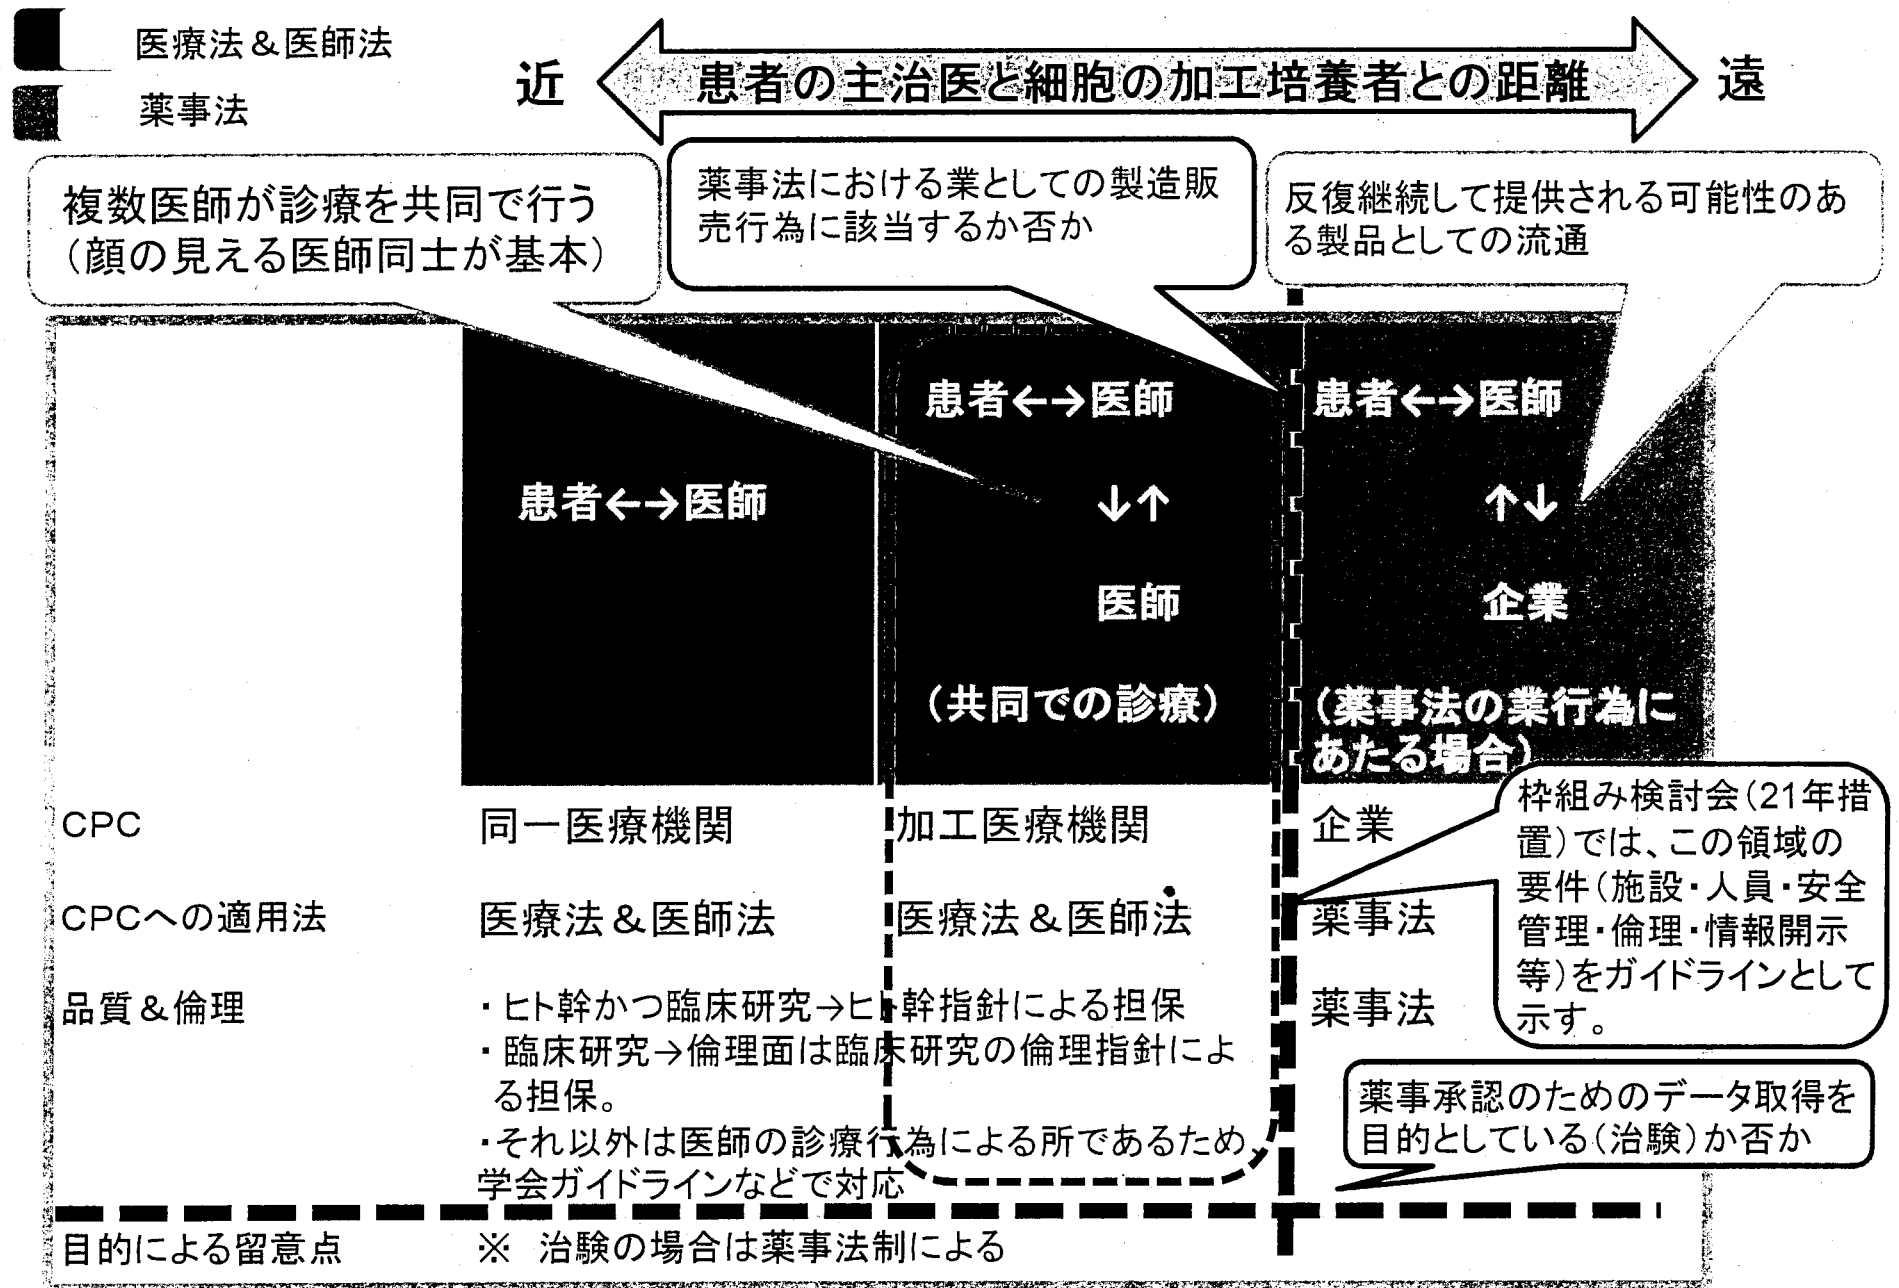 医療法＆医師法
薬事法
近
患者の主治医と細胞の加工培養者との距離
遠
複数医師が診療を共同で行う
（顔の見える医師同士が基本）
薬事法における業としての製造販
売行為に該当するか否か
反復継続して提供される可能性のあ
る製品としての流通
患者←→医師
患者←→医師
↓↑
医師
（共同での診療）
患者←→医師
↑↓
企業
（薬事法の業行為に
あたる場合）
CPC
同一医療機関
加工医療機関
企業
CPCへの適用法
医療法＆医師法
医療法＆医師法
薬事法
品質＆倫理
・ヒト幹かつ臨床研究→ヒト幹指針による担保
・臨床研究→倫理面は臨床研究の倫理指針によ
る担保。
・それ以外は医師の診療行為による所であるため、
学会ガイドラインなどで対応
薬事法
枠組み検討会（21年措
置）では、この領域の
要件（施設・人員・安全
管理・倫理・情報開示
等）をガイドラインとして
示す。
薬事承認のためのデータ取得を
目的としている（治験）か否か
目的による留意点
※ 治験の場合は薬事法制による